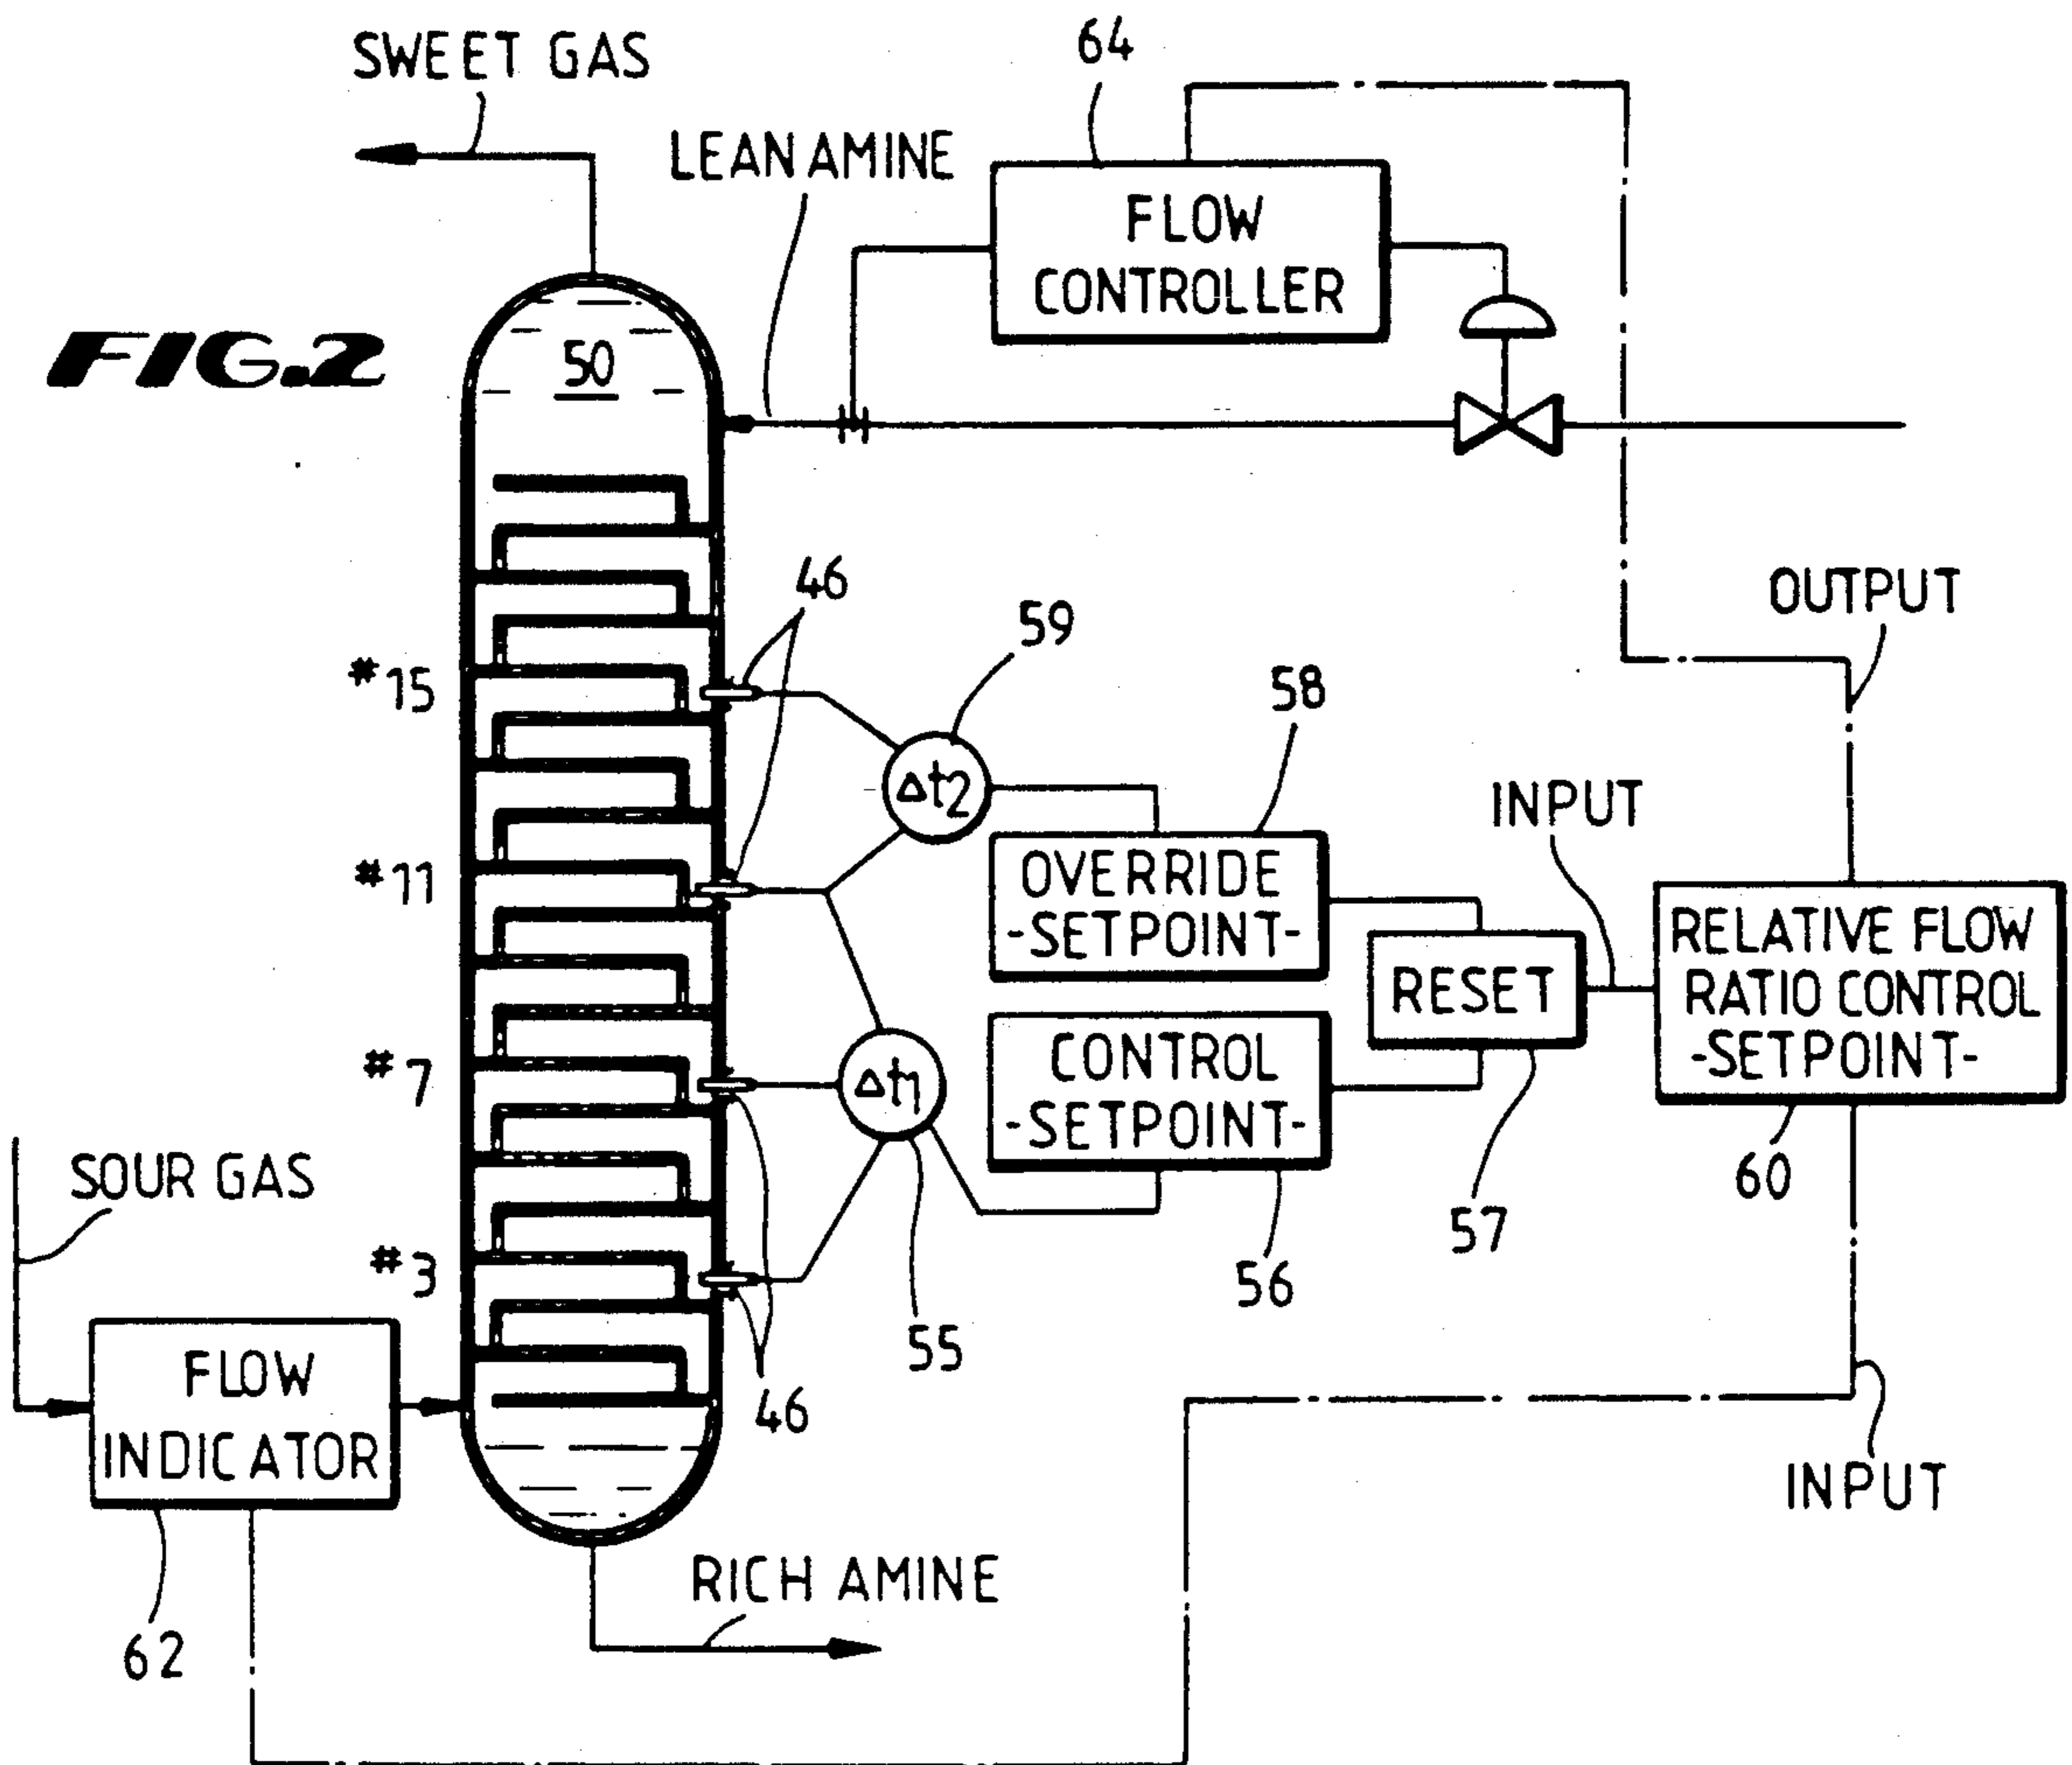 SWEET GAS
64
LEAN AMINE
FLOW
CONTROLLER
FIG.2
50
OUTPUT
46
59
#15
58
Δt2
INPUT
#11
OVERRIDE
-SETPOINT-
RELATIVE FLOW
RATIO CONTROL
-SETPOINT-
RESET
#7
Δt1
CONTROL
-SETPOINT-
SOUR GAS
60
57
#3
56
55
FLOW
INDICATOR
46
INPUT
RICH AMINE
62